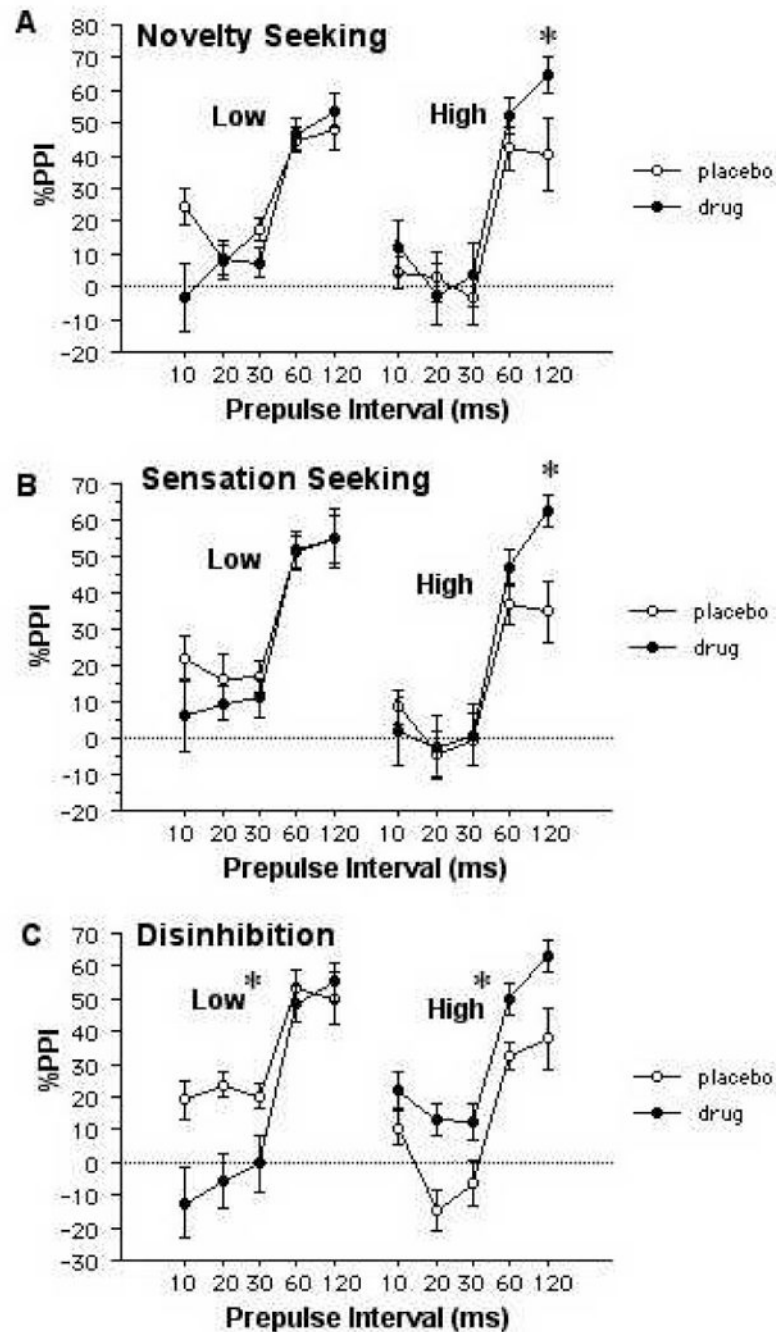 A
Novelty Seeking
*
80
70
60
50
40
30
20
10
0
-10
-20
%PPI
Low
High
placebo
drug
10 20 30 60 120 10 20 30 60 120
Prepulse Interval (ms)
B
Sensation Seeking
*
70
60
50
40
30
20
10
0
-10
-20
%PPI
Low
High
placebo
drug
10 20 30 60 120 10 20 30 60 120
Prepulse Interval (ms)
C
Disinhibition
70
60
50
40
30
20
10
0
-10
-20
-30
%PPI
Low*
High*
placebo
drug
10 20 30 60 120 10 20 30 60 120
Prepulse Interval (ms)